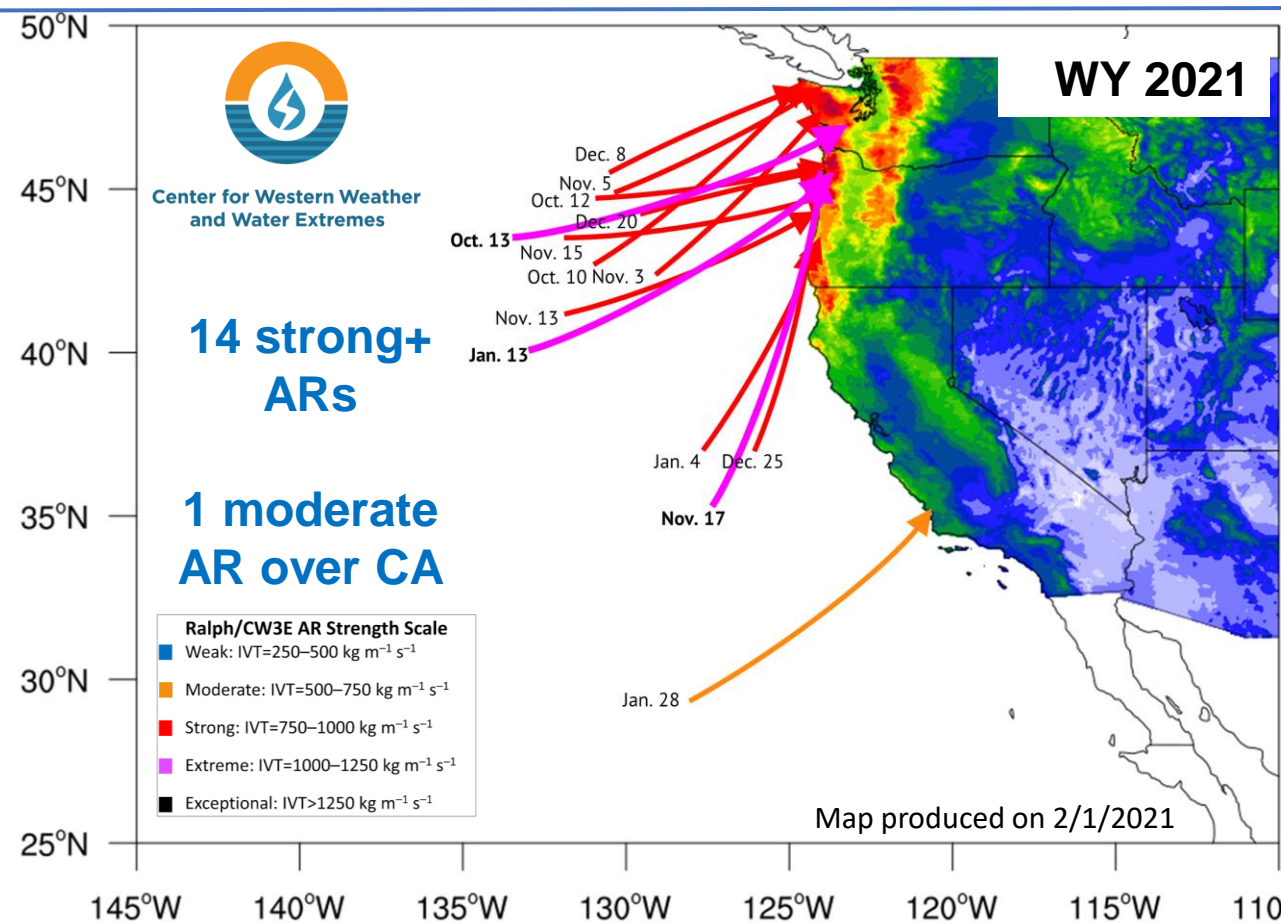 50°N
WY 2021
Center for Western Weather
and Water Extremes
Dec. 8
Nov. 5
45°N
Oct. 12
Dec. 20
Oct. 13
Nov. 15
Oct. 10 Nov. 3
Nov. 13
14 strong+
ARs
Jan. 13
40°N
Jan. 4
Dec. 25
Nov. 17
1 moderate
AR over CA
35°N
Ralph/CW3E AR Strength Scale
Weak: IVT=250–500 kg m⁻¹ s⁻¹
Moderate: IVT=500–750 kg m⁻¹ s⁻¹
Strong: IVT=750–1000 kg m⁻¹ s⁻¹
Extreme: IVT=1000–1250 kg m⁻¹ s⁻¹
Exceptional: IVT>1250 kg m⁻¹ s⁻¹
30°N
Jan. 28
Map produced on 2/1/2021
25°N
145°W 140°W 135°W 130°W 125°W 120°W 115°W 110